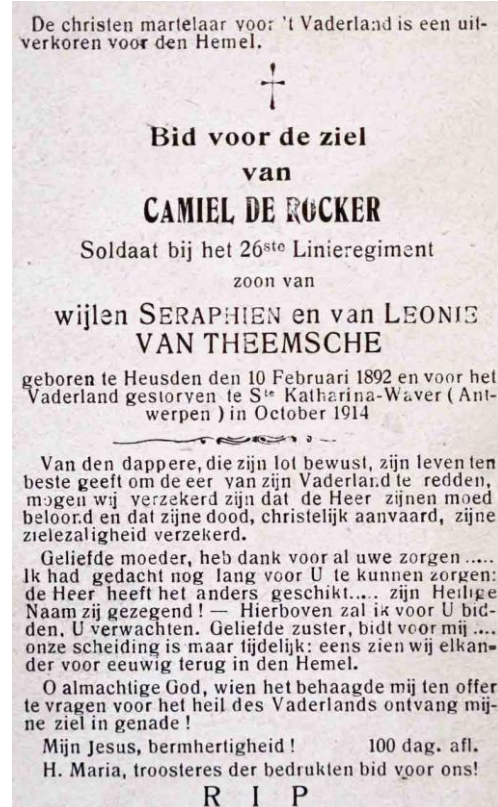 De christen martelaar voor 't Vaderland is een uit-
verkoren voor den Hemel.
Bid voor de ziel
van
CAMIEL DE ROCKER
Soldaat bij het 26ste Linieregiment
zoon van
wijlen SERAPHIEN en van LEONIE
VAN THEEMSCHE
geboren te Heusden den 10 Februari 1892 en voor het
Vaderland gestorven te Ste Katharina-Waver (Ant-
werpen) in October 1914
Van den dappere, die zijn lot bewust, zijn leven ten
beste geeft om de eer van zijn Vaderland te redden,
mogen wij verzekerd zijn dat de Heer zijnen moed
beloond en dat zijne dood, christelijk aanvaard, zijne
zielezaligheid verzekerd.
Geliefde moeder, heb dank voor al uwe zorgen .....
Ik had gedacht nog lang voor U te kunnen zorgen:
de Heer heeft het anders geschikt..... zijn Heilige
Naam zij gezegend ! — Hierboven zal ik voor U bid-
den, U verwachten. Geliefde zuster, bidt voor mij ....
onze scheiding is maar tijdelijk: eens zien wij elkan-
der voor eeuwig terug in den Hemel.
O almachtige God, wien het behaagde mij ten offer
te vragen voor het heil des Vaderlands ontvang mij-
ne ziel in genade !
Mijn Jesus, bermhertigheid ! 100 dag. afl.
H. Maria, troosteres der bedrukten bid voor ons!
R I P